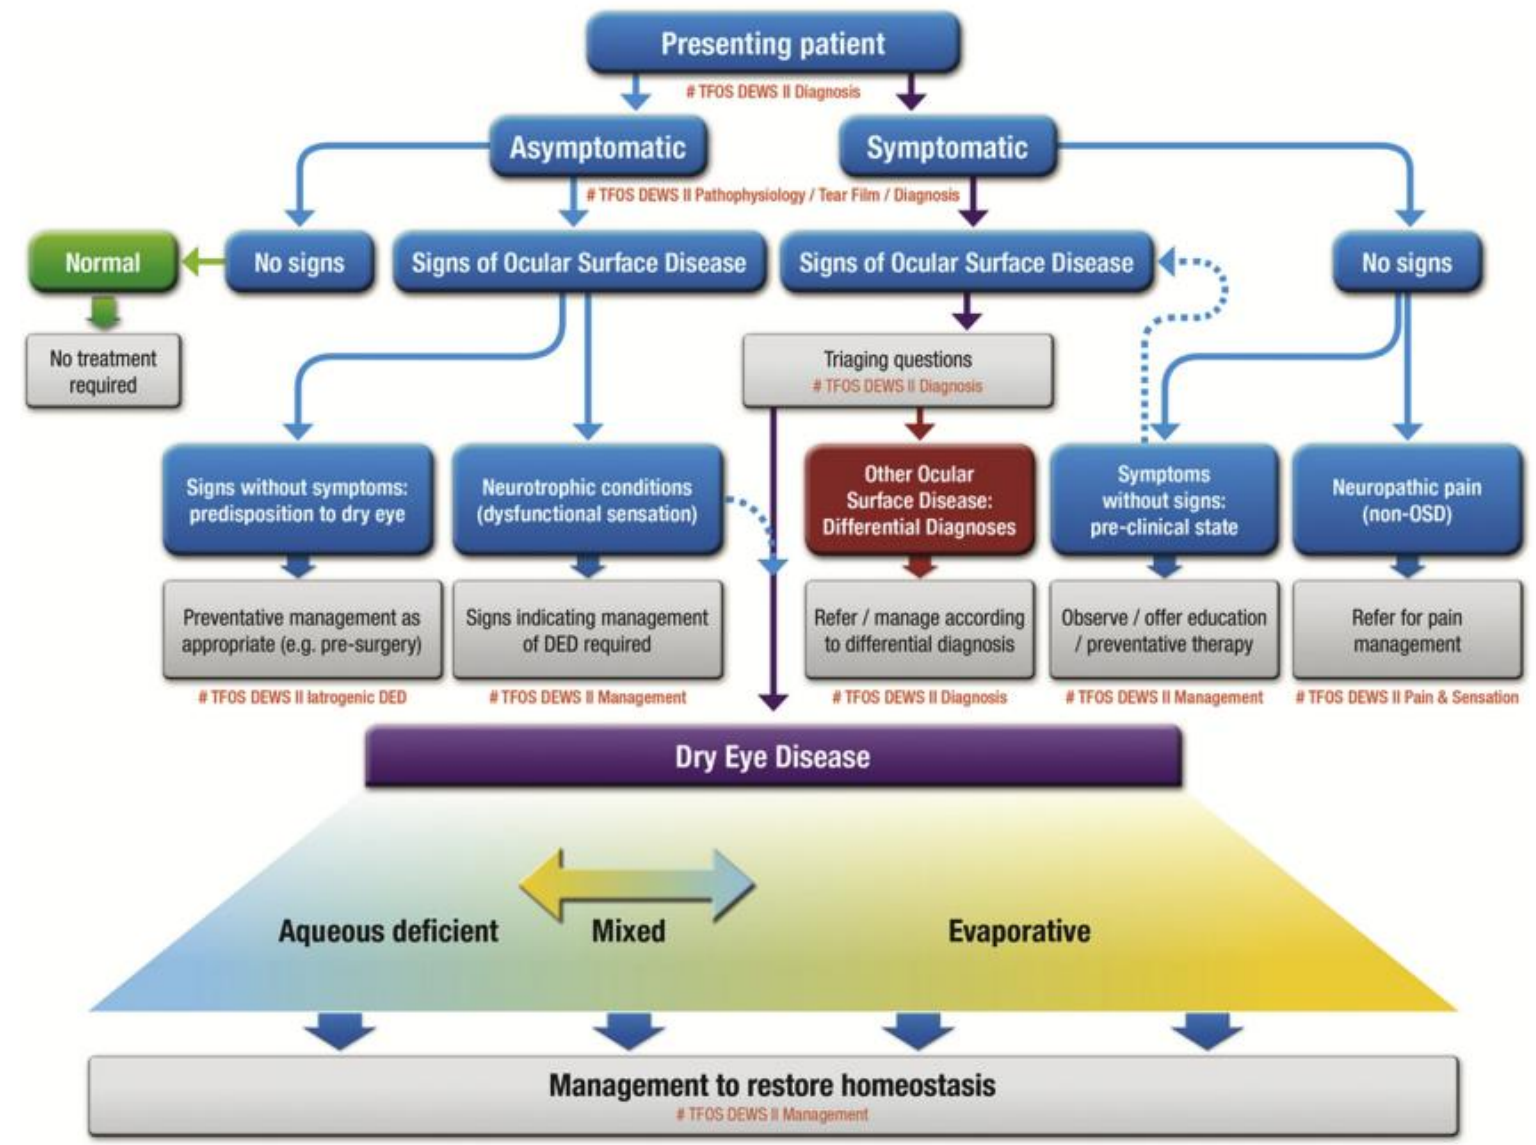 Presenting patient
# TFOS DEWS II Diagnosis
Asymptomatic
Symptomatic
# TFOS DEWS II Pathophysiology / Tear Film / Diagnosis
Normal
No signs
Signs of Ocular Surface Disease
Signs of Ocular Surface Disease
No signs
No treatment
required
Triaging questions
# TFOS DEWS II Diagnosis
Signs without symptoms:
predisposition to dry eye
Neurotrophic conditions
(dysfunctional sensation)
Other Ocular
Surface Disease:
Differential Diagnoses
Symptoms
without signs:
pre-clinical state
Neuropathic pain
(non-OSD)
Preventative management as
appropriate (e.g. pre-surgery)
Signs indicating management
of DED required
Refer / manage according
to differential diagnosis
Observe / offer education
/ preventative therapy
Refer for pain
management
# TFOS DEWS II Iatrogenic DED
# TFOS DEWS II Management
# TFOS DEWS II Diagnosis
# TFOS DEWS II Management
# TFOS DEWS II Pain & Sensation
Dry Eye Disease
Aqueous deficient
Mixed
Evaporative
Management to restore homeostasis
# TFOS DEWS II Management